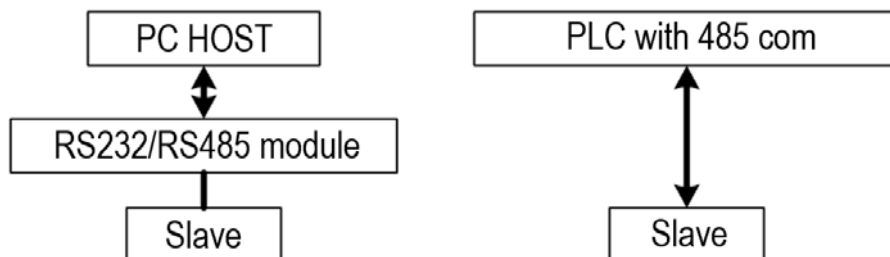 PC HOST
RS232/RS485 module
Slave
PLC with 485 com
Slave